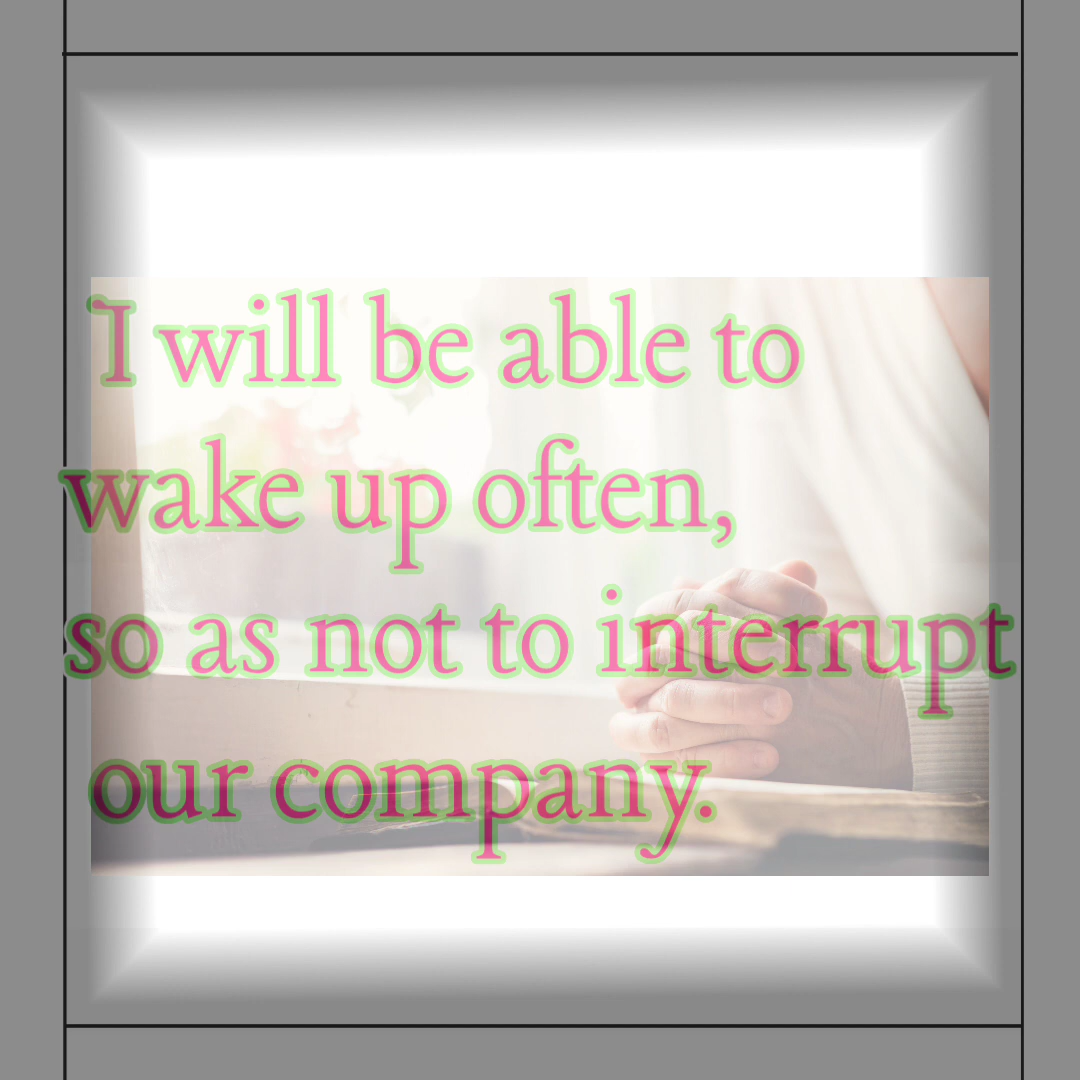 I will be able to
wake up often,
so as not to interrupt
our company.